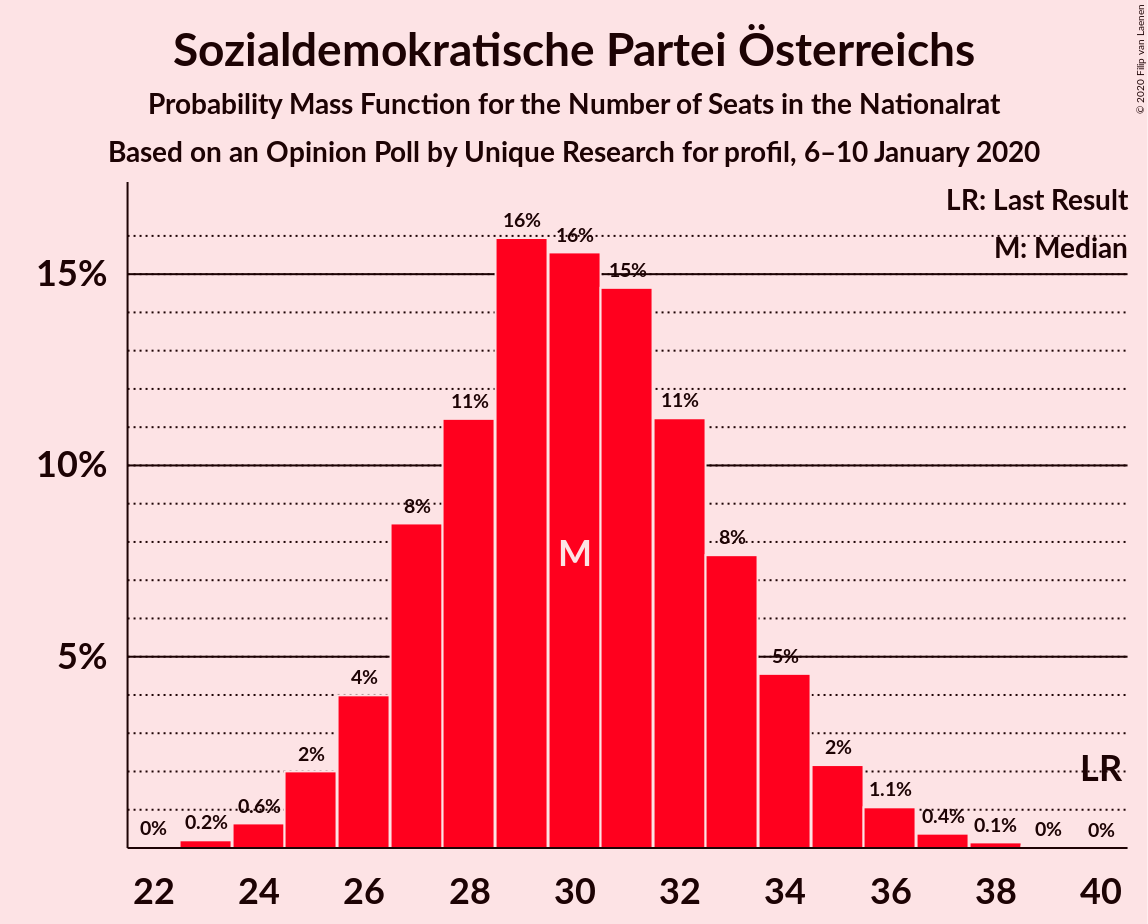 Sozialdemokratische Partei Österreichs
Probability Mass Function for the Number of Seats in the Nationalrat
Based on an Opinion Poll by Unique Research for profil, 6–10 January 2020
© 2020 Filip van Laenen
LR: Last Result
M: Median
15%
10%
5%
0%
0.2%
0.6%
2%
4%
8%
11%
16%
16%
15%
11%
8%
5%
2%
1.1%
0.4%
0.1%
0%
0%
M
LR
22 24 26 28 30 32 34 36 38 40